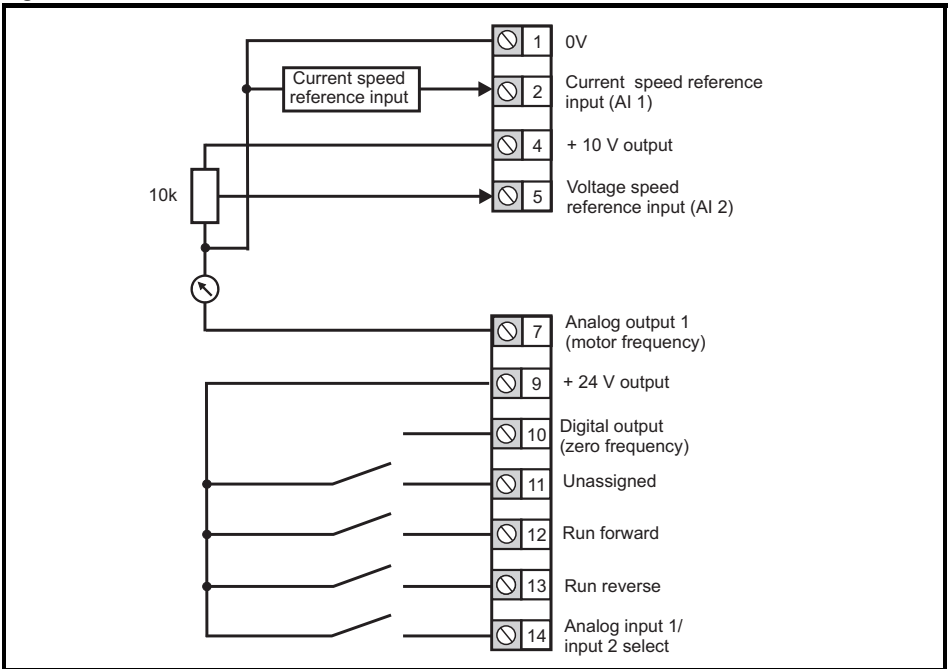 1 0V
Current speed
reference input
2 Current speed reference
input (AI 1)
4 + 10 V output
10k
5 Voltage speed
reference input (AI 2)
7 Analog output 1
(motor frequency)
9 + 24 V output
10 Digital output
(zero frequency)
11 Unassigned
12 Run forward
13 Run reverse
14 Analog input 1/
input 2 select